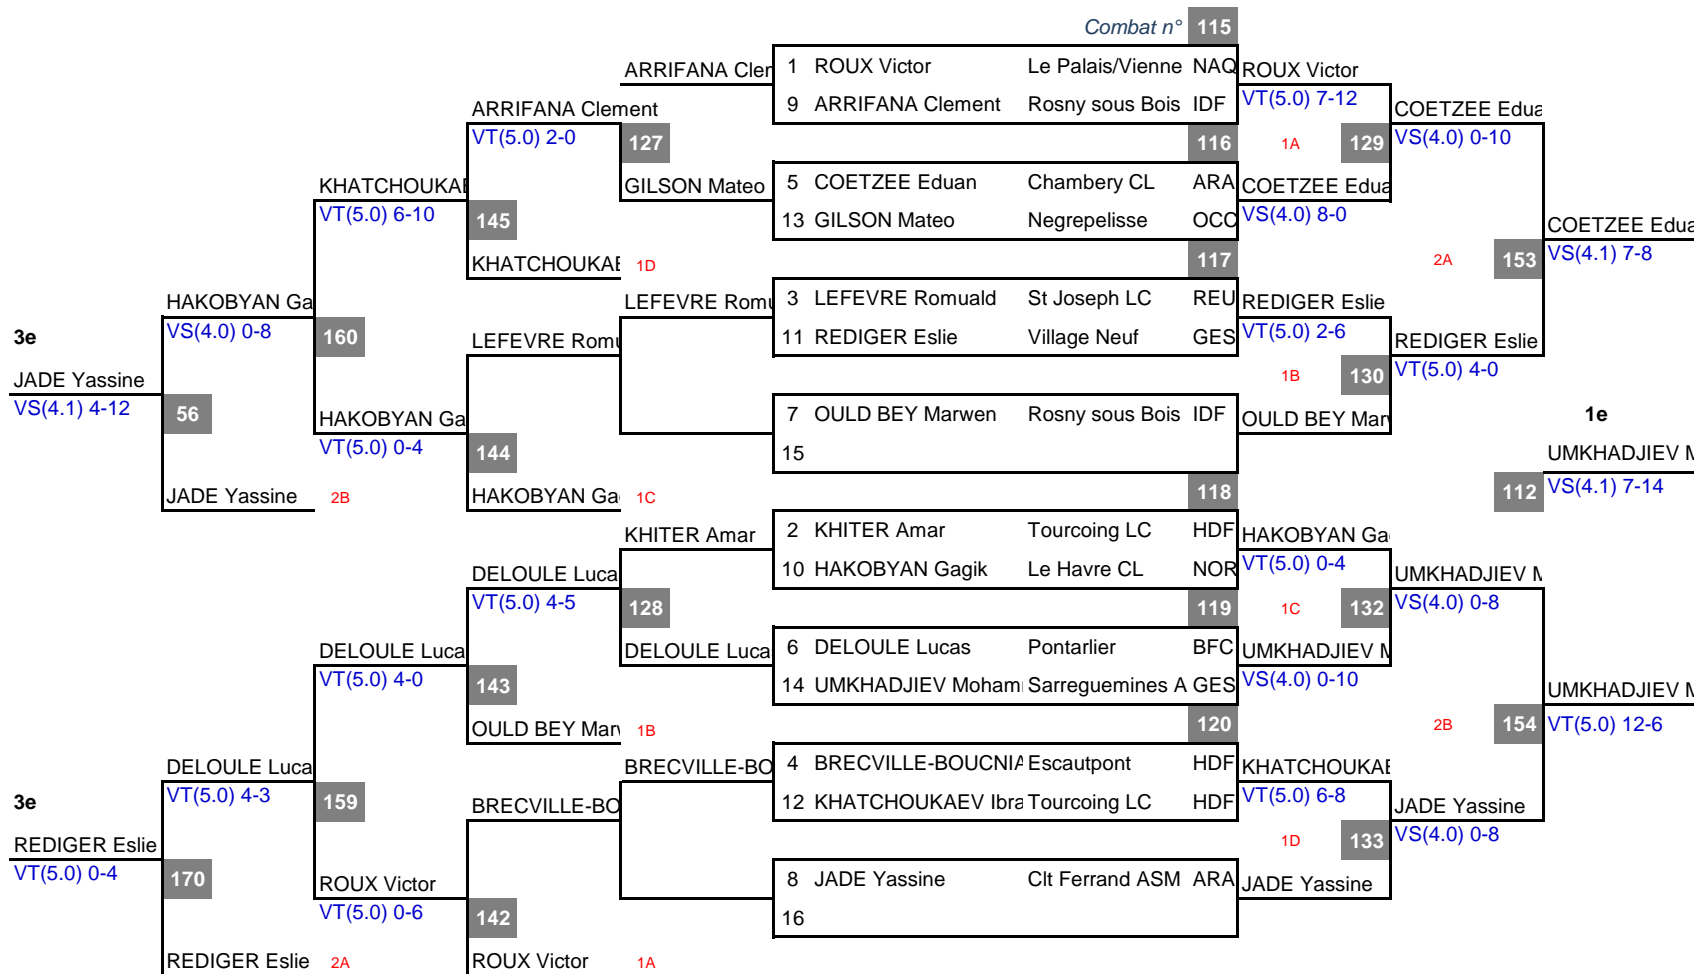 Combat n° 115
ARRIFANA Cler 1 ROUX Victor Le Palais/Vienne NAQ ROUX Victor
ARRIFANA Clement 9 ARRIFANA Clement Rosny sous Bois IDF VT(5.0) 7-12 COETZEE Edua
VT(5.0) 2-0 127 116 1A 129 VS(4.0) 0-10
KHATCHOUKAE GILSON Mateo 5 COETZEE Eduan Chambery CL ARA COETZEE Edua
VT(5.0) 6-10 145 13 GILSON Mateo Negrepelisse OCC VS(4.0) 8-0 COETZEE Edua
KHATCHOUKAE 1D 117 2A 153 VS(4.1) 7-8
HAKOBYAN Ga LEFEVRE Romu 3 LEFEVRE Romuald St Joseph LC REU REDIGER Eslie
3e VS(4.0) 0-8 160 LEFEVRE Romu 11 REDIGER Eslie Village Neuf GES VT(5.0) 2-6 REDIGER Eslie
JADE Yassine 1B 130 VT(5.0) 4-0
VS(4.1) 4-12 56 HAKOBYAN Ga 7 OULD BEY Marwen Rosny sous Bois IDF OULD BEY Marw 1e
VT(5.0) 0-4 144 15 UMKHADJIEV M
JADE Yassine 2B HAKOBYAN Gag 1C 118 112 VS(4.1) 7-14
KHITER Amar 2 KHITER Amar Tourcoing LC HDF HAKOBYAN Gag
DELOULE Luca 10 HAKOBYAN Gagik Le Havre CL NOR VT(5.0) 0-4 UMKHADJIEV M
VT(5.0) 4-5 128 119 1C 132 VS(4.0) 0-8
DELOULE Luca DELOULE Luca 6 DELOULE Lucas Pontarlier BFC UMKHADJIEV M
VT(5.0) 4-0 143 14 UMKHADJIEV Moham Sarreguemines A GES VS(4.0) 0-10 UMKHADJIEV M
OULD BEY Marw 1B 120 2B 154 VT(5.0) 12-6
DELOULE Luca BRECVILLE-BO 4 BRECVILLE-BOUCNIA Escautpont HDF KHATCHOUKAE
3e VT(5.0) 4-3 159 BRECVILLE-BO 12 KHATCHOUKAEV Ibra Tourcoing LC HDF VT(5.0) 6-8 JADE Yassine
REDIGER Eslie 1D 133 VS(4.0) 0-8
VT(5.0) 0-4 170 ROUX Victor 8 JADE Yassine Clt Ferrand ASM ARA JADE Yassine
VT(5.0) 0-6 142 16
REDIGER Eslie 2A ROUX Victor 1A